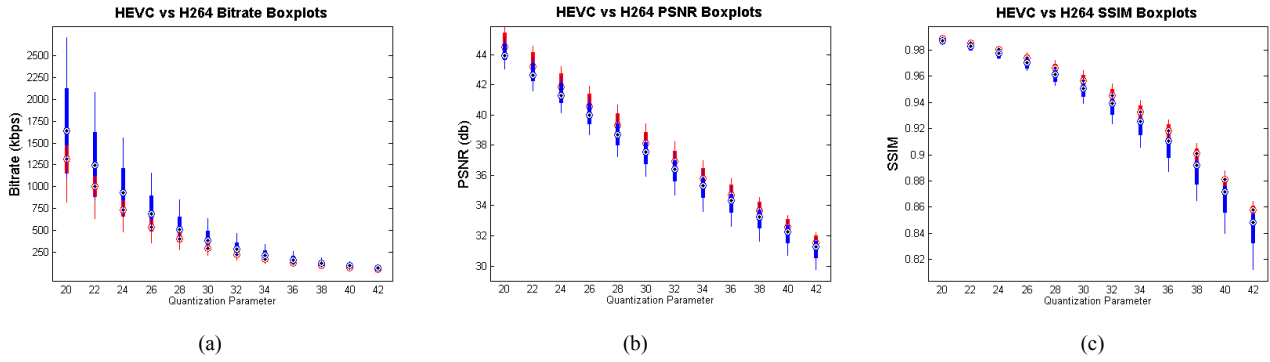 HEVC vs H264 Bitrate Boxplots
Bitrate (kbps)
2500
2250
2000
1750
1500
1250
1000
750
500
250
20 22 24 26 28 30 32 34 36 38 40 42
Quantization Parameter
(a)
HEVC vs H264 PSNR Boxplots
PSNR (db)
44
42
40
38
36
34
32
30
20 22 24 26 28 30 32 34 36 38 40 42
Quantization Parameter
(b)
HEVC vs H264 SSIM Boxplots
SSIM
0.98
0.96
0.94
0.92
0.9
0.88
0.86
0.84
0.82
20 22 24 26 28 30 32 34 36 38 40 42
Quantization Parameter
(c)